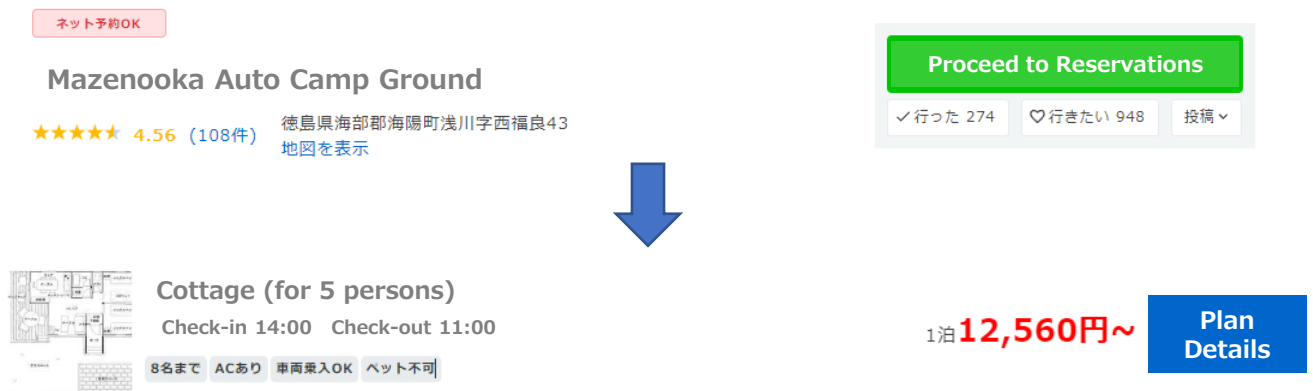 ネット予約OK
Mazenooka Auto Camp Ground
4.56 (108件)
徳島県海部郡海陽町浅川字西福良43
地図を表示
Proceed to Reservations
行った 274
行きたい 948
投稿
Cottage (for 5 persons)
Check-in 14:00 Check-out 11:00
8名まで ACあり 車両乗入OK ペット不可
1泊12,560円~
Plan
Details